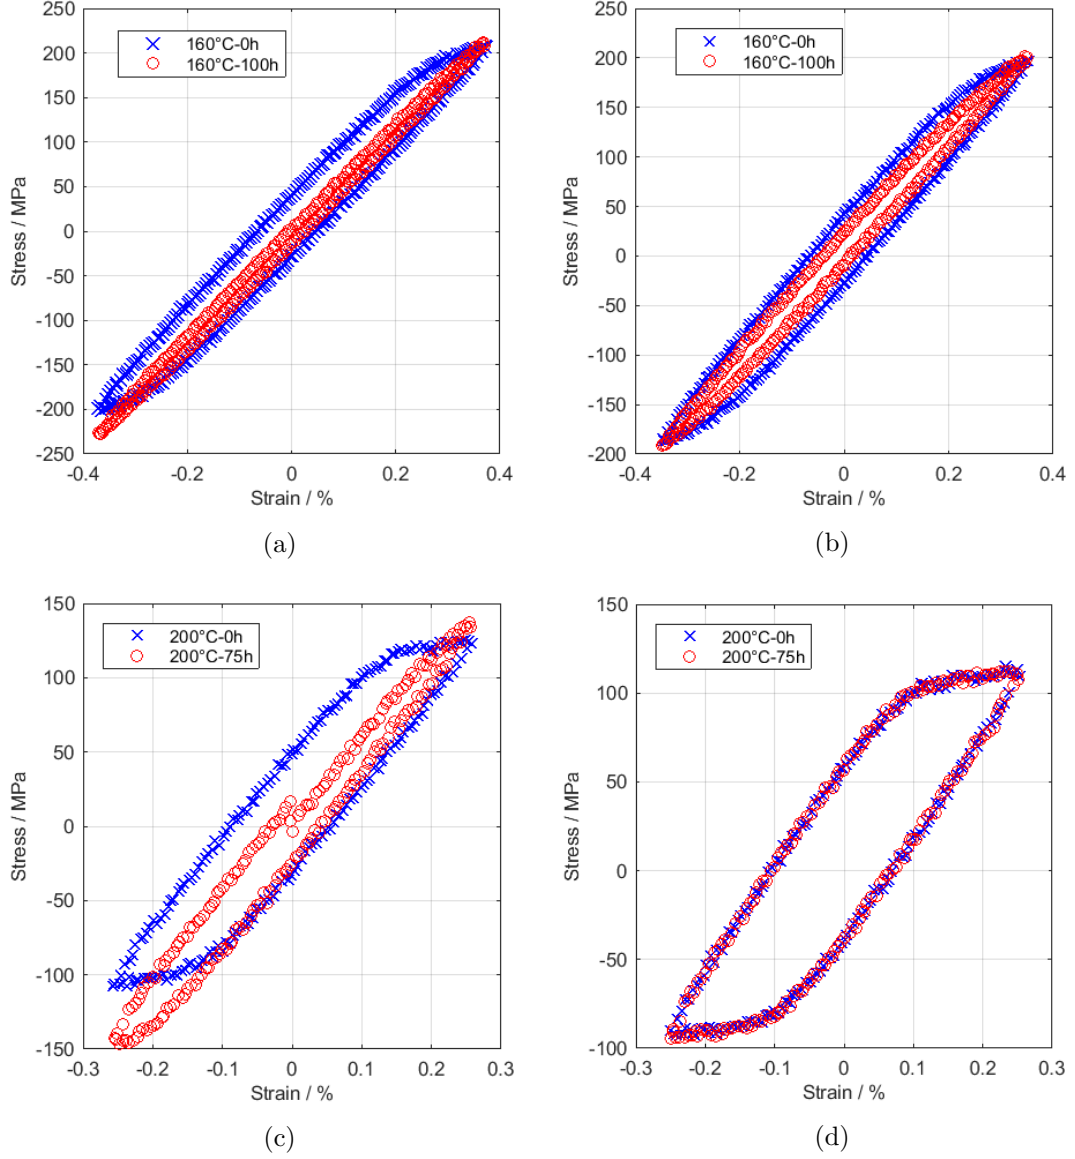 250
200
150
100
50
0
-50
-100
-150
-200
-250
-0.4
-0.2
0
0.2
0.4
Stress / MPa
Strain / %
160°C-0h
160°C-100h
(a)
250
200
150
100
50
0
-50
-100
-150
-200
-0.4
-0.2
0
0.2
0.4
Stress / MPa
Strain / %
160°C-0h
160°C-100h
(b)
150
100
50
0
-50
-100
-150
-0.3
-0.2
-0.1
0
0.1
0.2
0.3
Stress / MPa
Strain / %
200°C-0h
200°C-75h
(c)
150
100
50
0
-50
-100
-0.3
-0.2
-0.1
0
0.1
0.2
0.3
Stress / MPa
Strain / %
200°C-0h
200°C-75h
(d)